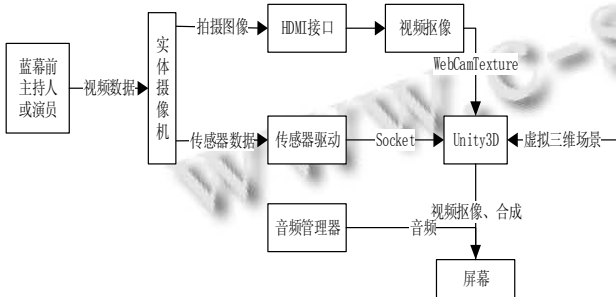 拍摄图像
HDMI接口
视频抠像
WebCamTexture
蓝幕前
主持人
或演员
视频数据
实
体
摄
像
机
传感器数据
传感器驱动
Socket
Unity3D
虚拟三维场景
音频管理器
音频
视频抠像、合成
屏幕
www.c-s